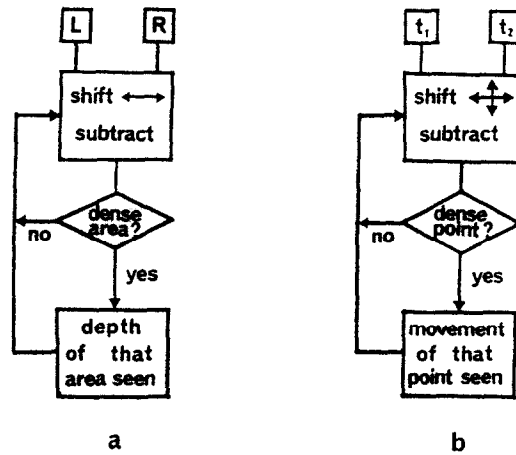 L R
shift
subtract
dense
area?
no
yes
depth
of that
area seen
a
t₁ t₂
shift
subtract
dense
point?
no
yes
movement
of that
point seen
b